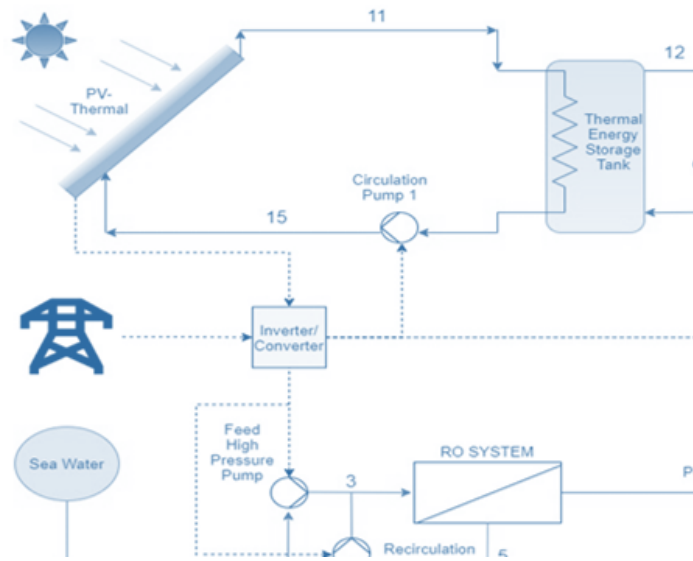 11
12
PV-
Thermal
Thermal
Energy
Storage
Tank
Circulation
Pump 1
15
Inverter/
Converter
Feed
High
Pressure
Pump
RO SYSTEM
Sea Water
3
P
Recirculation
5